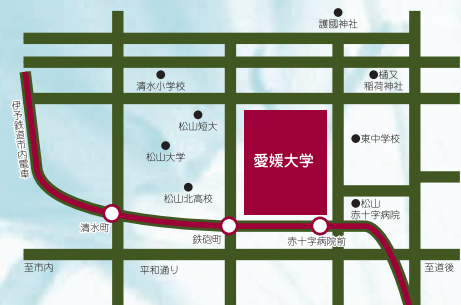 護國神社
清水小学校
樋又
稲荷神社
伊予鉄道市内電車
松山短大
愛媛大学
東中学校
松山大学
松山北高校
松山
赤十字病院
清水町
鉄砲町
赤十字病院前
至市内
平和通り
至道後